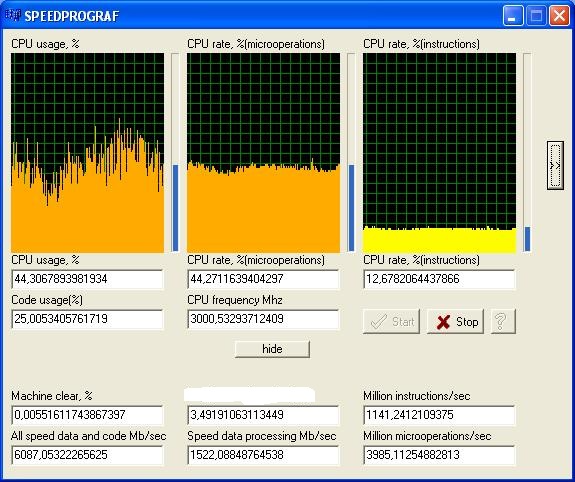 SPEEDPROGRAF
CPU usage, % CPU rate, %(microoperations) CPU rate, %(instructions)
>>
CPU usage, % CPU rate, %(microoperations) CPU rate, %(instructions)
44,3067893981934 44,2711639404297 12,6782064437866
Code usage(%) CPU frequency Mhz
25,0053405761719 3000,53293712409 Start Stop ?
hide
Machine clear, % Million instructions/sec
0,00551611743867397 3,49191063113449 1141,2412109375
All speed data and code Mb/sec Speed data processing Mb/sec Million microoperations/sec
6087,05322265625 1522,08848764538 3985,11254882813